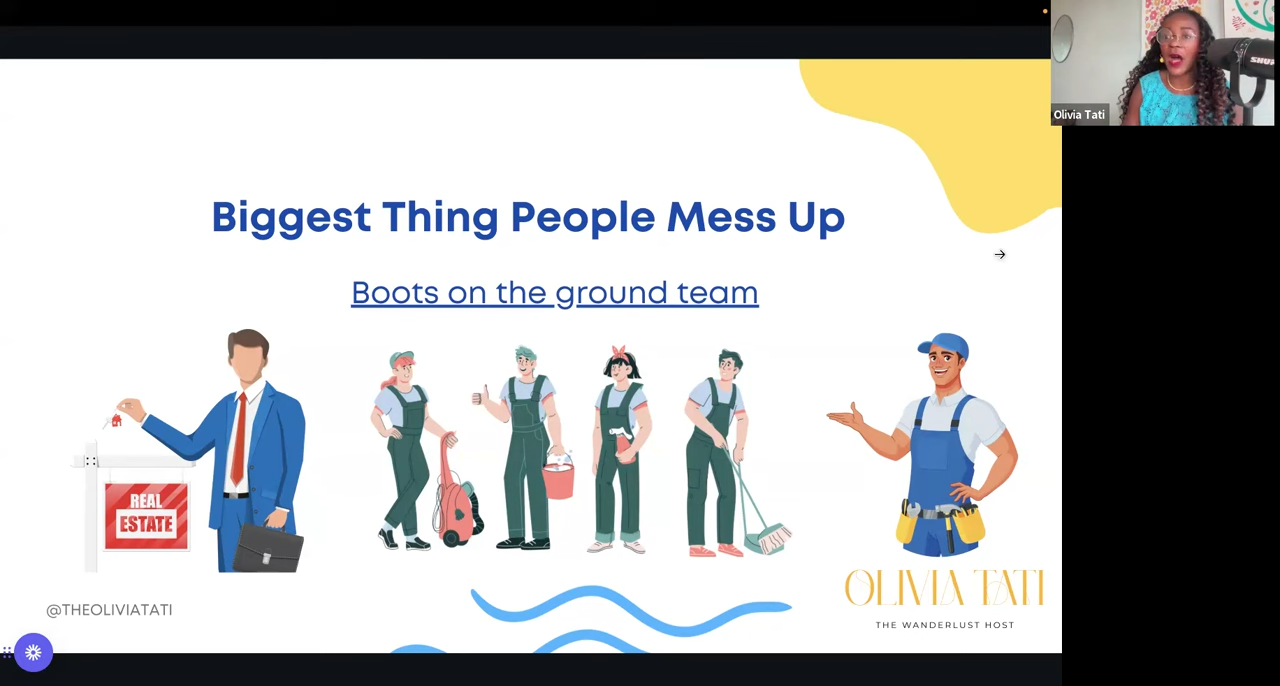 Biggest Thing People Mess Up
Boots on the ground team
REAL
ESTATE
@THEOLIVIATATI
OLIVIA TATI
THE WANDERLUST HOST
Olivia Tati
SHURE